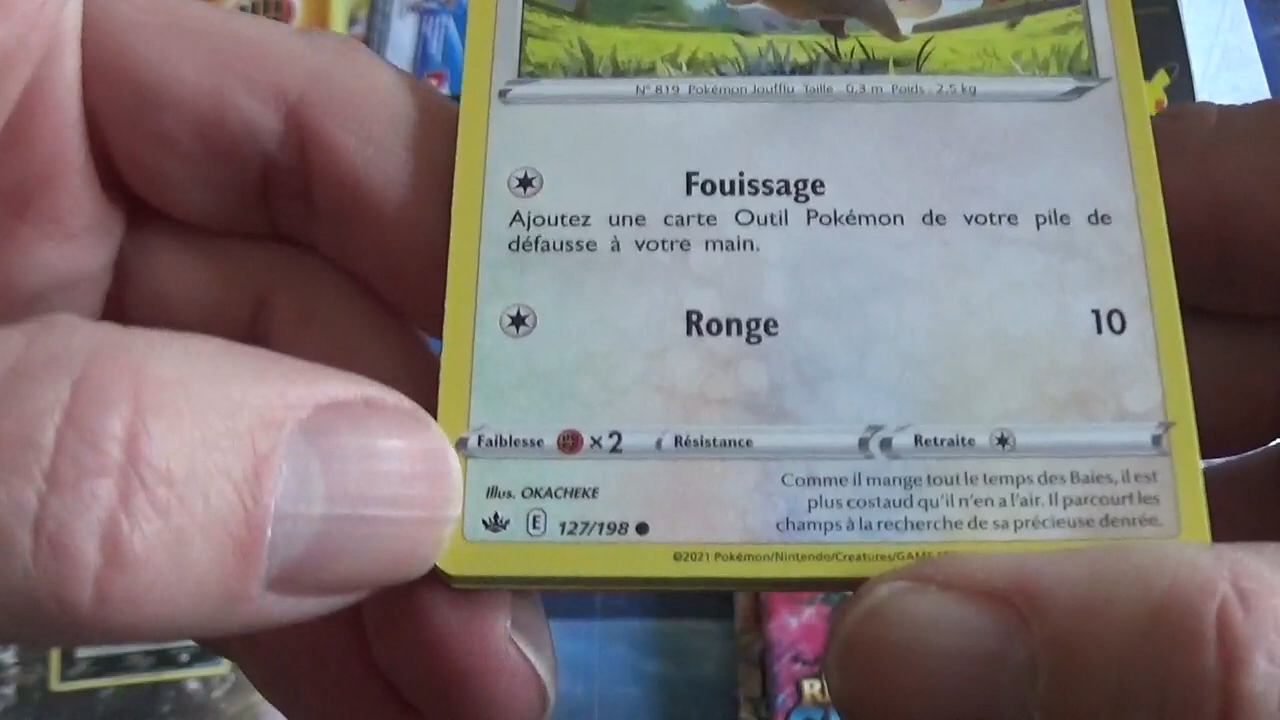 N° 819 Pokémon Joufflu Taille : 0,3 m Poids : 2,5 kg
Fouissage
Ajoutez une carte Outil Pokémon de votre pile de
défausse à votre main.
Ronge 10
Faiblesse ×2 Résistance Retraite
Illus. OKACHEKE
Comme il mange tout le temps des Baies, il est
plus costaud qu'il n'en a l'air. Il parcourt les
champs à la recherche de sa précieuse denrée.
E 127/198
©2021 Pokémon/Nintendo/Creatures/GAME